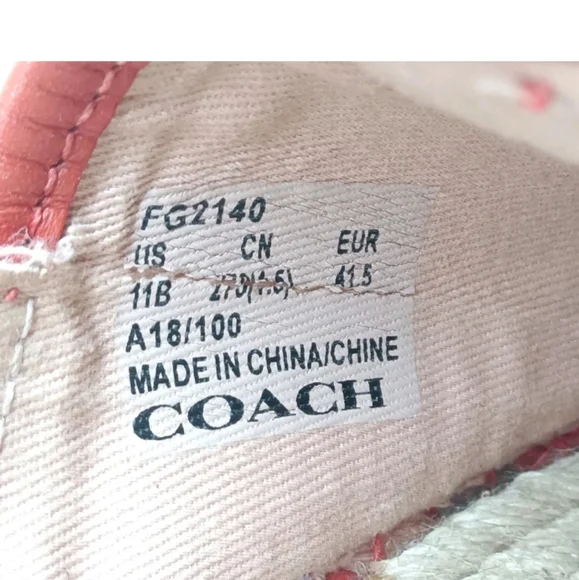 FG2140
US CN EUR
11B 41.5
A18/100
MADE IN CHINA/CHINE
COACH